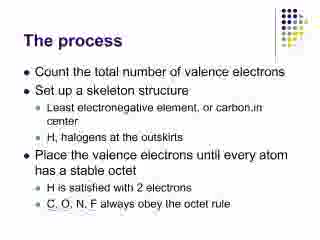 The process
Count the total number of valence electrons
Set up a skeleton structure
Least electronegative element, or carbon,in
center
H, halogens at the outskirts
Place the valence electrons until every atom
has a stable octet
H is satisfied with 2 electrons
C, O, N, F always obey the octet rule